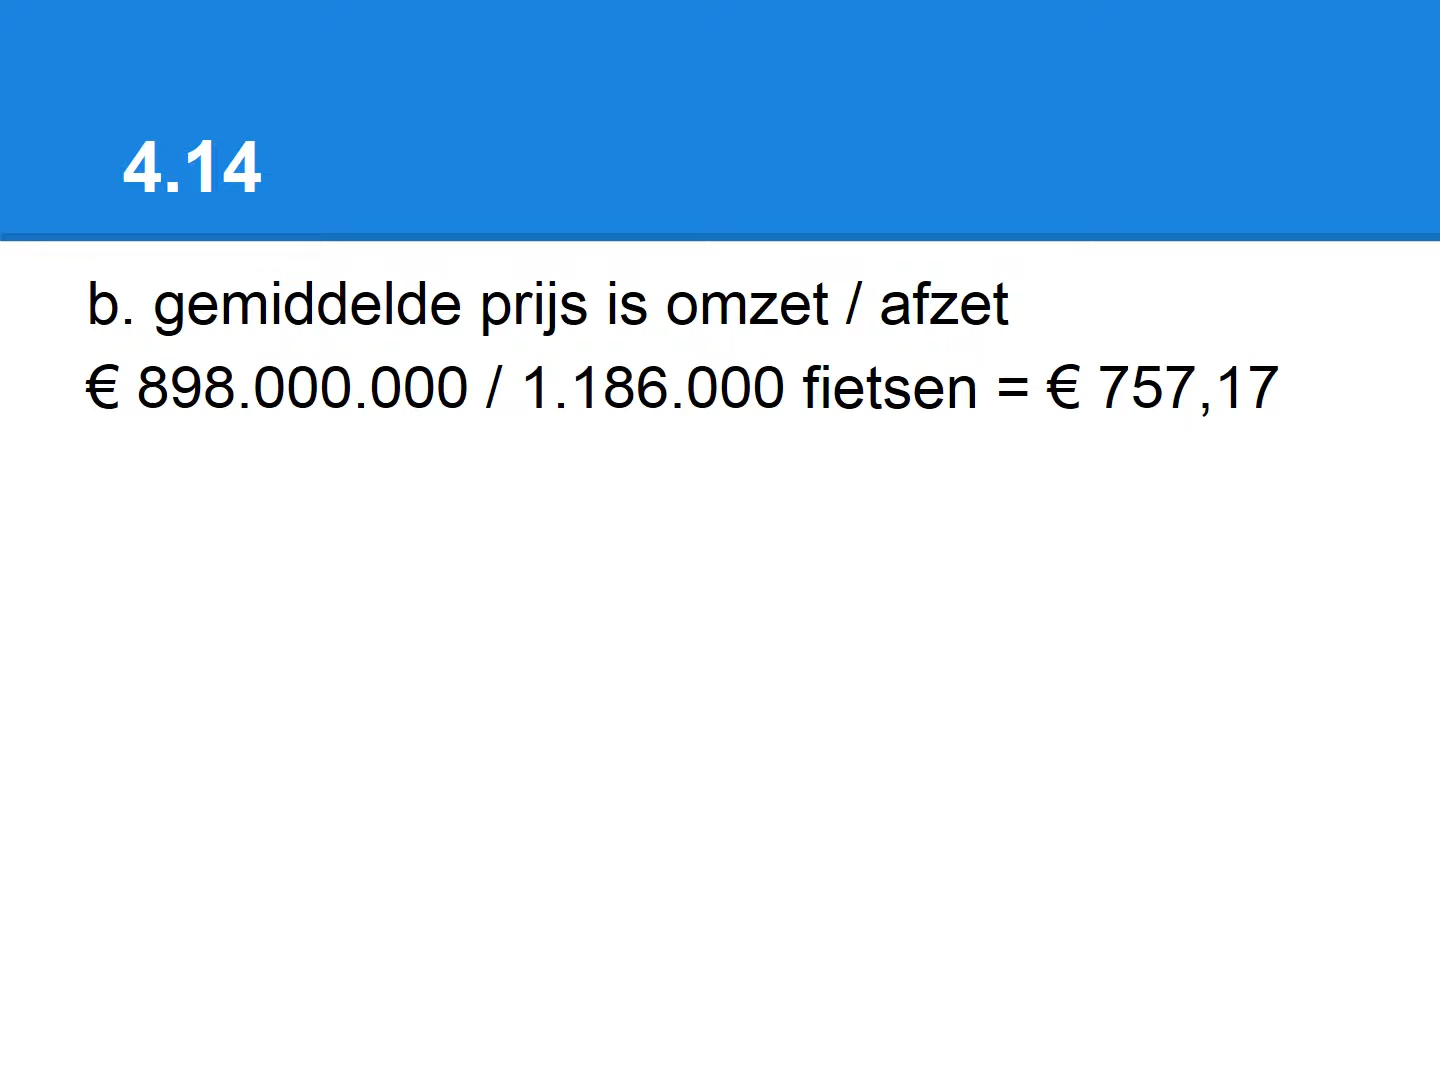 4.14
b. gemiddelde prijs is omzet / afzet
€ 898.000.000 / 1.186.000 fietsen = € 757,17